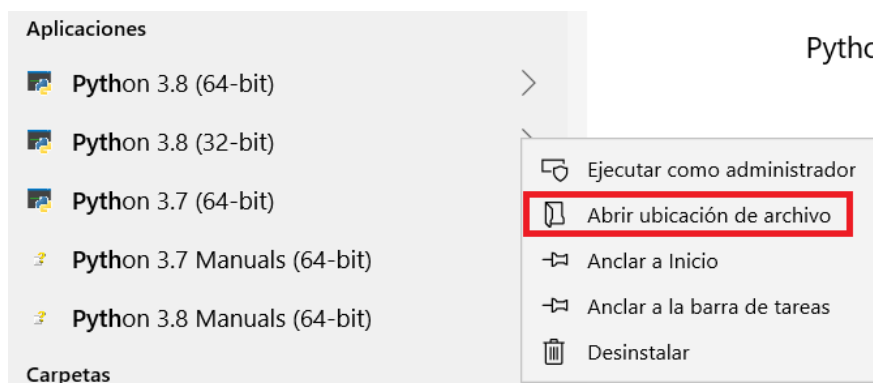 Aplicaciones
Python 3.8 (64-bit)
Python 3.8 (32-bit)
Python 3.7 (64-bit)
Python 3.7 Manuals (64-bit)
Python 3.8 Manuals (64-bit)
Carpetas
Pytho
Ejecutar como administrador
Abrir ubicación de archivo
Anclar a Inicio
Anclar a la barra de tareas
Desinstalar